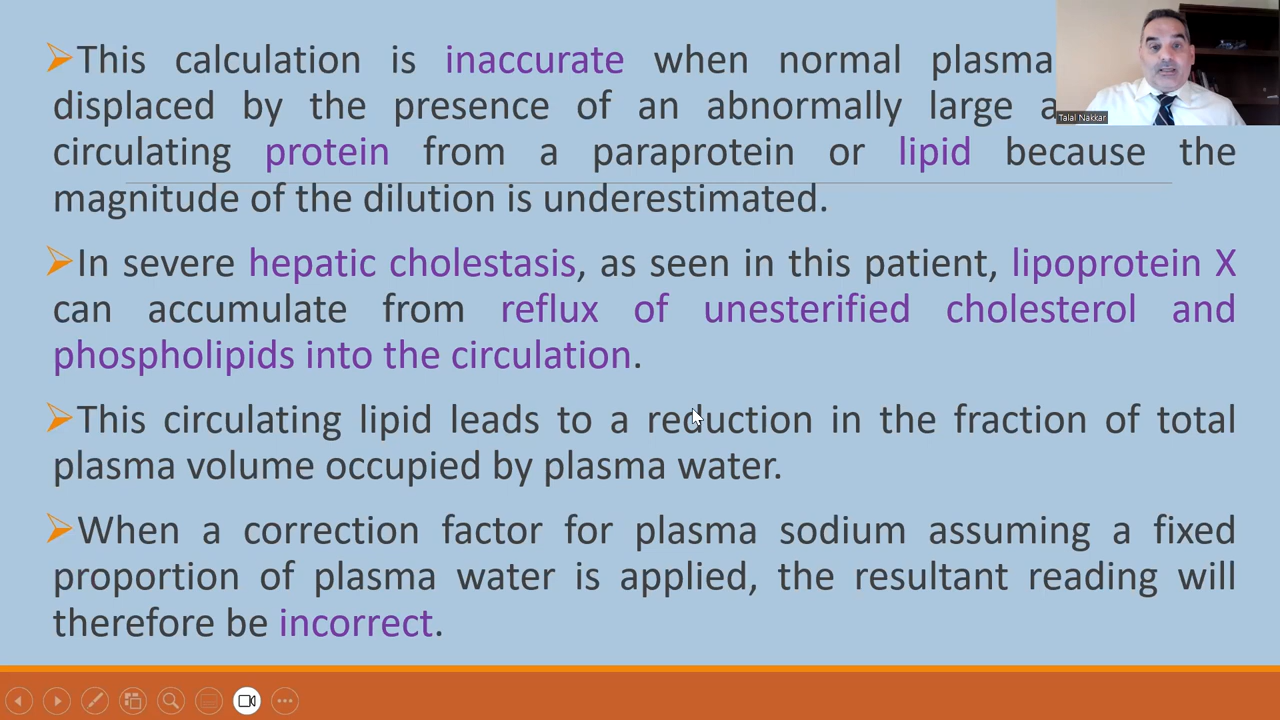 ➢This calculation is inaccurate when normal plasma
displaced by the presence of an abnormally large
circulating protein from a paraprotein or lipid because the
magnitude of the dilution is underestimated.
➢In severe hepatic cholestasis, as seen in this patient, lipoprotein X
can accumulate from reflux of unesterified cholesterol and
phospholipids into the circulation.
➢This circulating lipid leads to a reduction in the fraction of total
plasma volume occupied by plasma water.
➢When a correction factor for plasma sodium assuming a fixed
proportion of plasma water is applied, the resultant reading will
therefore be incorrect.
Talal Nakkar